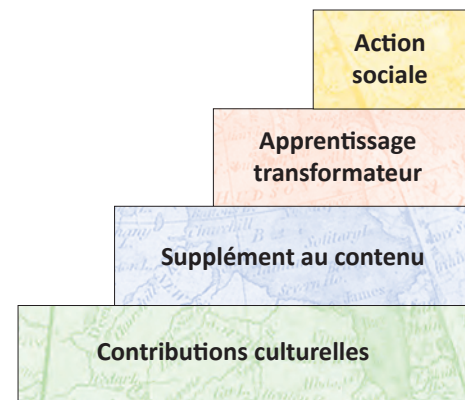 Action
sociale
Apprentissage
transformateur
Supplément au contenu
Contributions culturelles